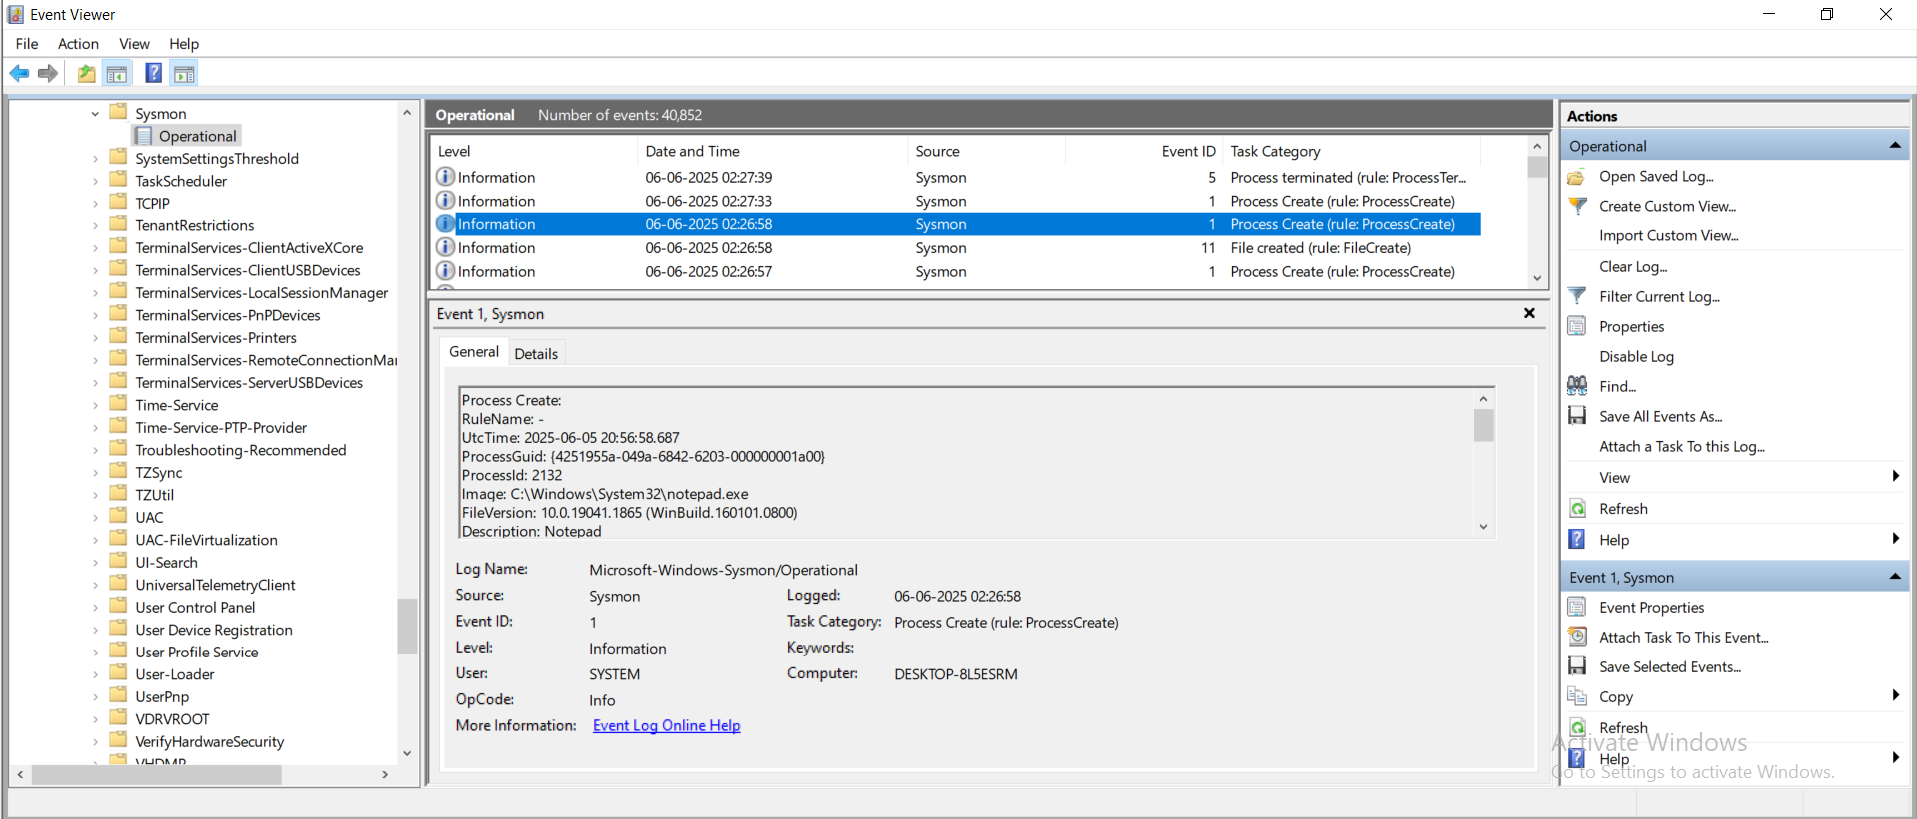 Event Viewer
File Action View Help
Sysmon
Operational
SystemSettingsThreshold
TaskScheduler
TCPIP
TenantRestrictions
TerminalServices-ClientActiveXCore
TerminalServices-ClientUSBDevices
TerminalServices-LocalSessionManager
TerminalServices-PnPDevices
TerminalServices-Printers
TerminalServices-RemoteConnectionMa
TerminalServices-ServerUSBDevices
Time-Service
Time-Service-PTP-Provider
Troubleshooting-Recommended
TZSync
TZUtil
UAC
UAC-FileVirtualization
UI-Search
UniversalTelemetryClient
User Control Panel
User Device Registration
User Profile Service
User-Loader
UserPnp
VDRVROOT
VerifyHardwareSecurity
Operational Number of events: 40,852
Level Date and Time Source Event ID Task Category
Information 06-06-2025 02:27:39 Sysmon 5 Process terminated (rule: ProcessTer...
Information 06-06-2025 02:27:33 Sysmon 1 Process Create (rule: ProcessCreate)
Information 06-06-2025 02:26:58 Sysmon 1 Process Create (rule: ProcessCreate)
Information 06-06-2025 02:26:58 Sysmon 11 File created (rule: FileCreate)
Information 06-06-2025 02:26:57 Sysmon 1 Process Create (rule: ProcessCreate)
Event 1, Sysmon
General Details
Process Create:
RuleName: -
UtcTime: 2025-06-05 20:56:58.687
ProcessGuid: {4251955a-049a-6842-6203-000000001a00}
ProcessId: 2132
Image: C:\Windows\System32\notepad.exe
FileVersion: 10.0.19041.1865 (WinBuild.160101.0800)
Description: Notepad
Log Name: Microsoft-Windows-Sysmon/Operational
Source: Sysmon Logged: 06-06-2025 02:26:58
Event ID: 1 Task Category: Process Create (rule: ProcessCreate)
Level: Information Keywords:
User: SYSTEM Computer: DESKTOP-8L5ESRM
OpCode: Info
More Information: Event Log Online Help
Actions
Operational
Open Saved Log...
Create Custom View...
Import Custom View...
Clear Log...
Filter Current Log...
Properties
Disable Log
Find...
Save All Events As...
Attach a Task To this Log...
View
Refresh
Help
Event 1, Sysmon
Event Properties
Attach Task To This Event...
Save Selected Events...
Copy
Refresh
Help
Activate Windows
Go to Settings to activate Windows.